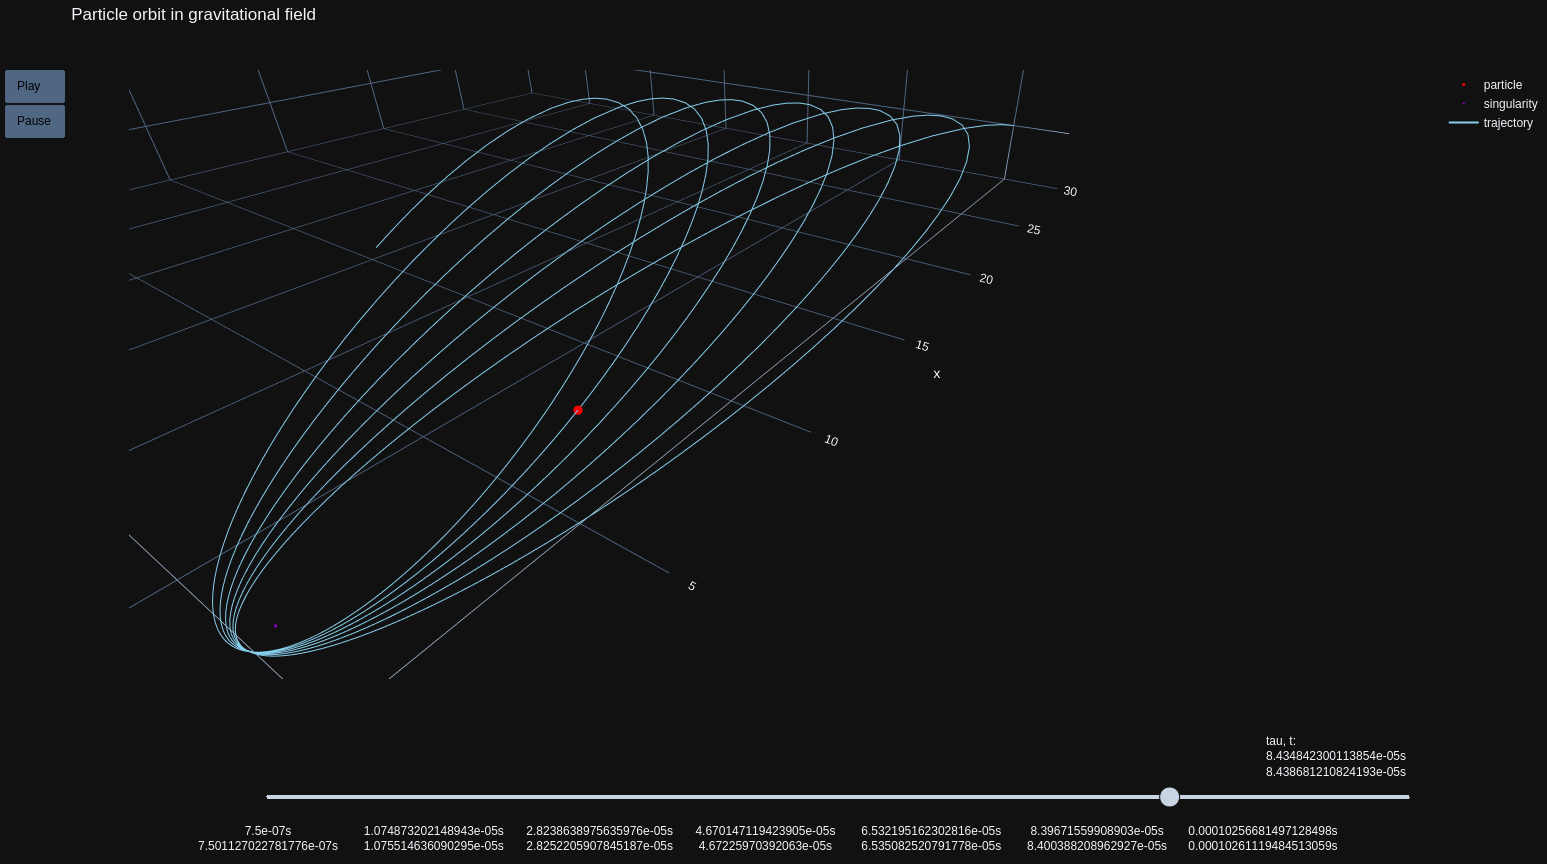 Particle orbit in gravitational field
Play
Pause
particle
singularity
trajectory
30
25
20
15
x
10
5
tau, t:
8.434842300113854e-05s
8.438681210824193e-05s
7.5e-07s
7.501127022781776e-07s
1.074873202148943e-05s
1.075514636090295e-05s
2.8238638975635976e-05s
2.8252205907845187e-05s
4.670147119423905e-05s
4.67225970392063e-05s
6.532195162302816e-05s
6.535082520791778e-05s
8.39671559908903e-05s
8.400388208962927e-05s
0.00010256681497128498s
0.00010261119484513059s